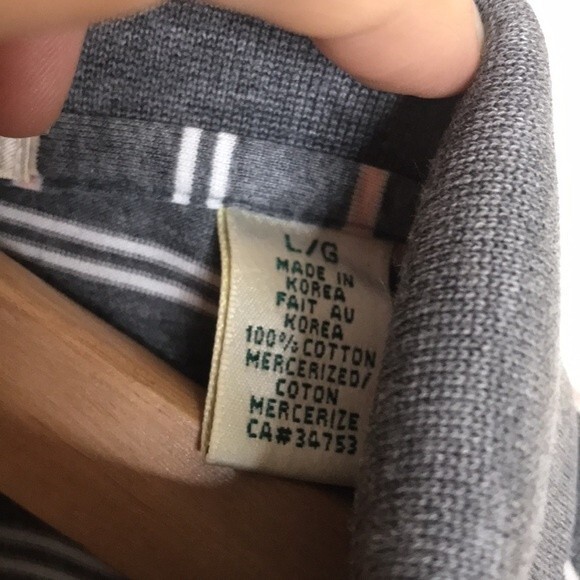 L/G
MADE IN
KOREA
FAIT AU
KOREA
100% COTTON
MERCERIZED/
COTON
MERCERIZE
CA#34753